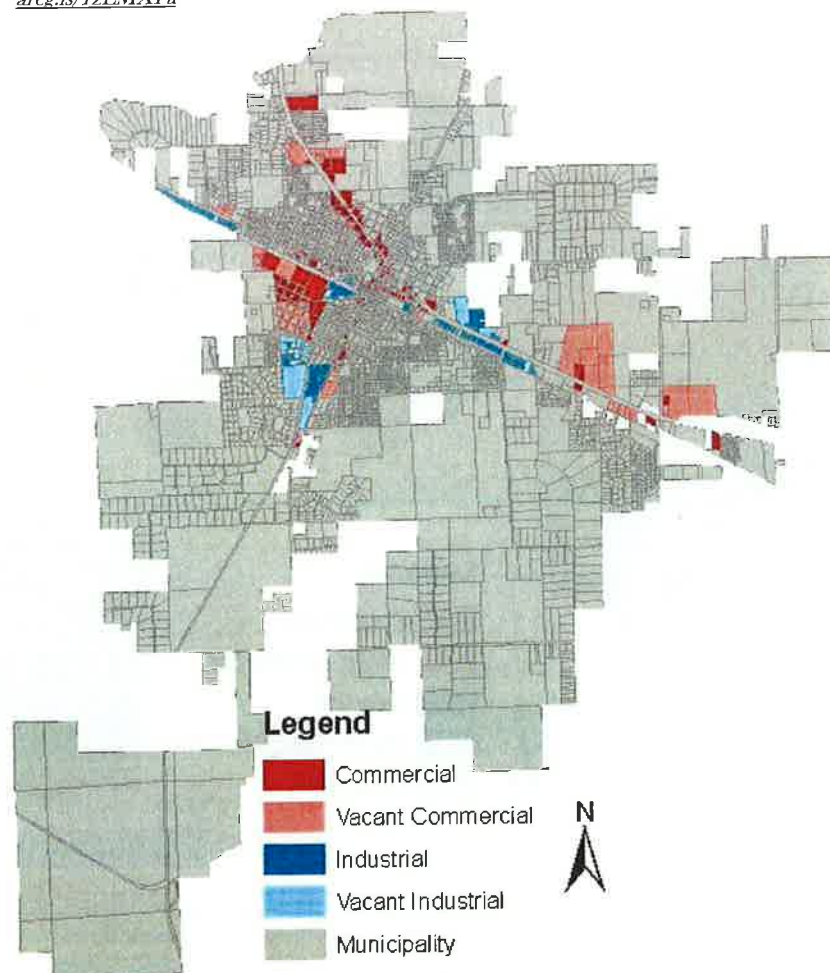 Legend
Commercial
Vacant Commercial
N
Industrial
Vacant Industrial
Municipality